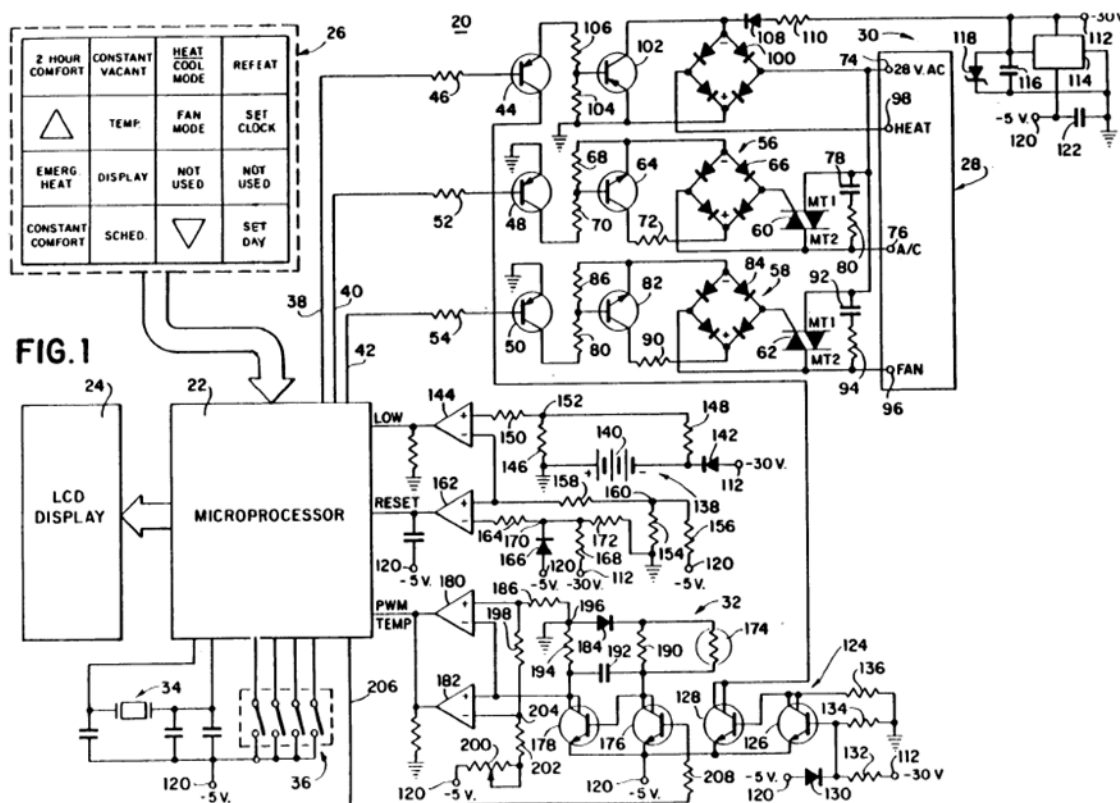 20
26
2 HOUR COMFORT
CONSTANT VACANT
HEAT COOL MODE
REPEAT
TEMP.
FAN MODE
SET CLOCK
EMERG. HEAT
DISPLAY
NOT USED
NOT USED
CONSTANT COMFORT
SCHED.
SET DAY
106
102
108
110
100
46
44
104
30
74
28 V. AC
98
HEAT
118
116
114
-30 V.
112
-5 V.
120
122
28
38
40
42
52
48
68
70
64
72
56
66
60
MT1
MT2
78
80
76
A/C
54
50
86
80
82
90
84
58
62
MT1
MT2
92
94
96
FAN
FIG. 1
24
LCD DISPLAY
22
MICROPROCESSOR
LOW
RESET
PWM
TEMP
144
150
152
146
140
+
-
148
142
-30 V.
112
138
162
158
160
164
170
166
172
168
154
156
120
-5 V.
120
-5 V.
-30 V.
112
120
-5 V.
180
186
198
196
184
194
192
190
32
174
182
204
202
200
120
-5 V.
178
176
120
-5 V.
208
128
126
124
136
134
132
112
-30 V
-5 V.
120
130
34
120
-5 V.
36
206